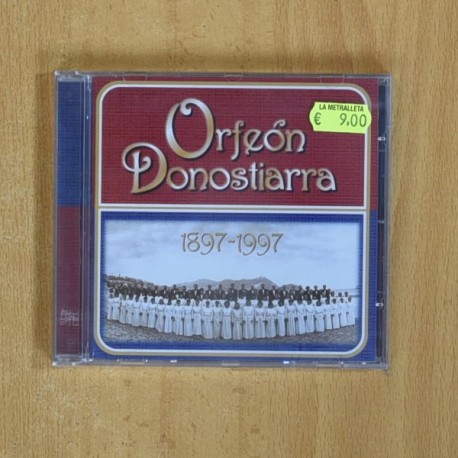 LA METRALLETA
€ 9,00
Orfeón
Donostiarra
1897-1997